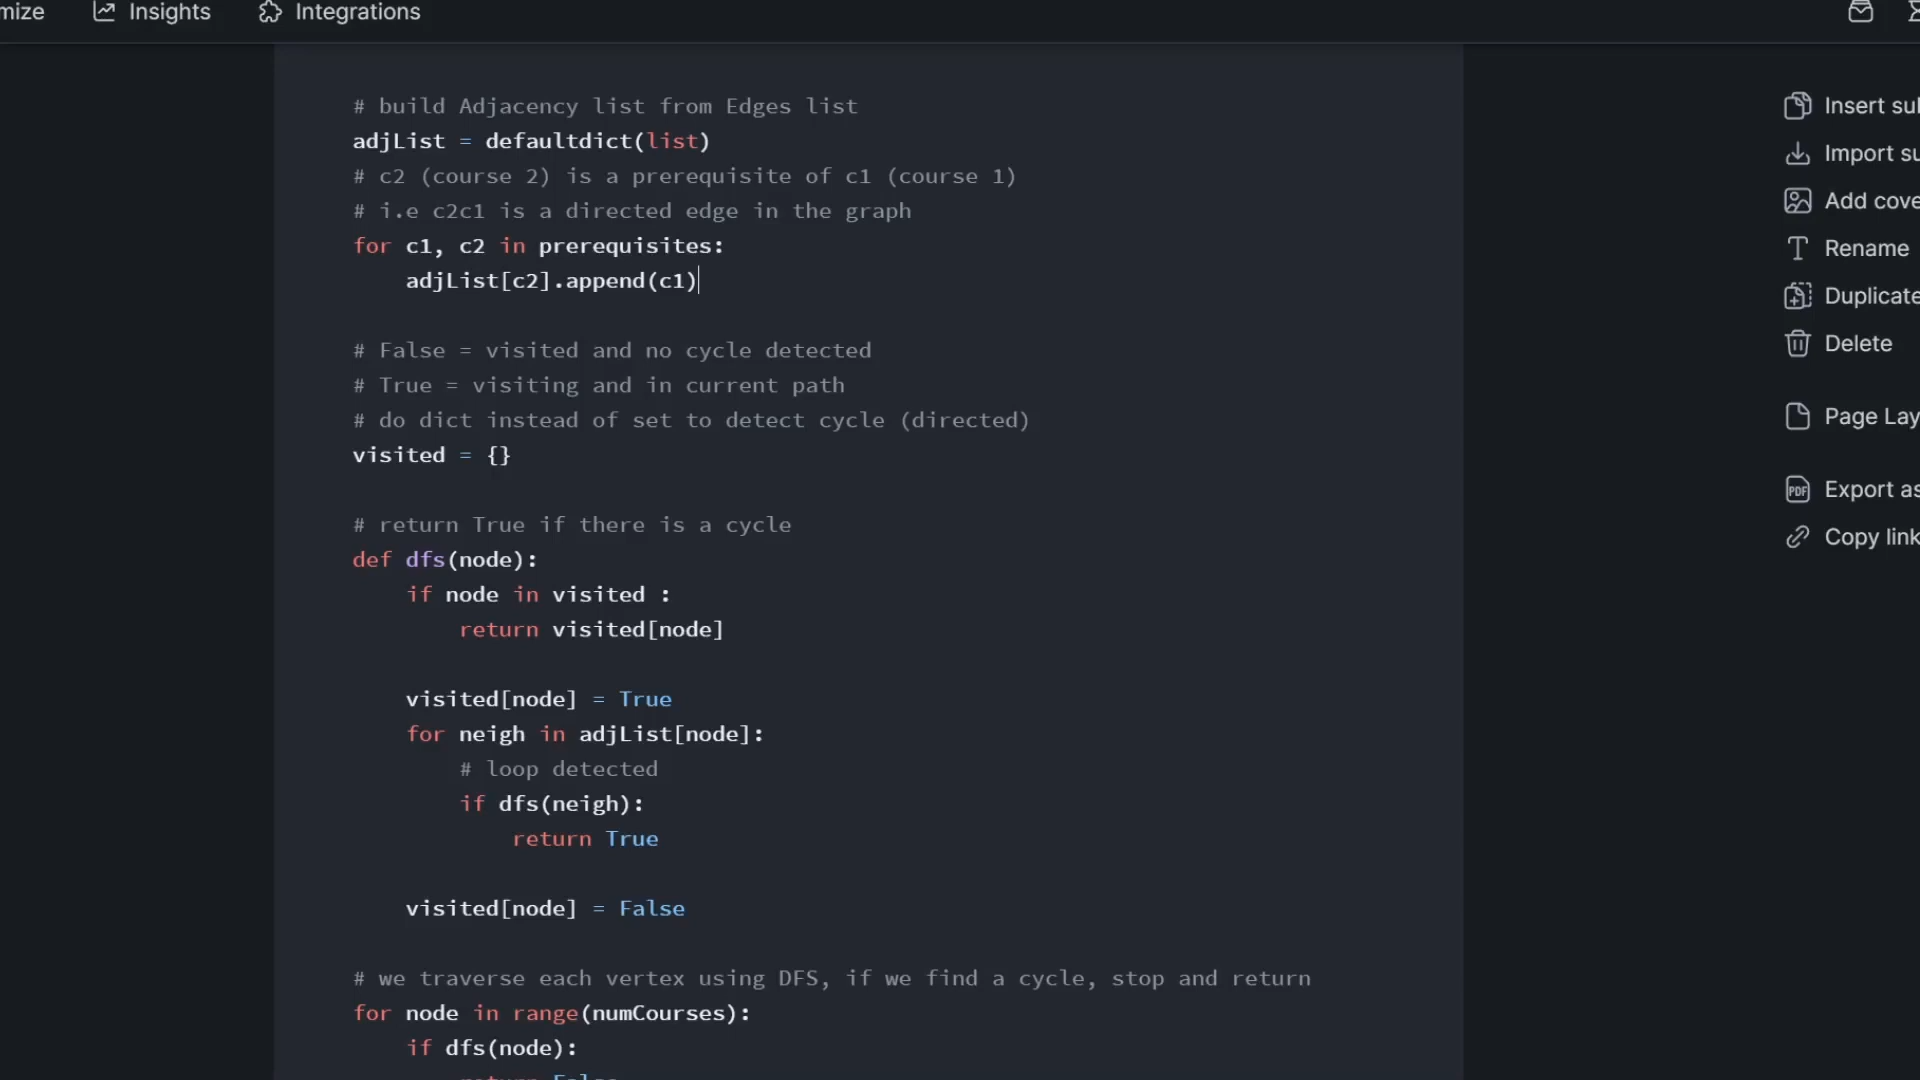 mize
Insights
Integrations
# build Adjacency list from Edges list
adjList = defaultdict(list)
# c2 (course 2) is a prerequisite of c1 (course 1)
# i.e c2c1 is a directed edge in the graph
for c1, c2 in prerequisites:
    adjList[c2].append(c1)
# False = visited and no cycle detected
# True = visiting and in current path
# do dict instead of set to detect cycle (directed)
visited = {}
# return True if there is a cycle
def dfs(node):
    if node in visited :
        return visited[node]
    visited[node] = True
    for neigh in adjList[node]:
        # loop detected
        if dfs(neigh):
            return True
    visited[node] = False
# we traverse each vertex using DFS, if we find a cycle, stop and return
for node in range(numCourses):
    if dfs(node):
        return False
Insert su
Import su
Add cove
Rename
Duplicate
Delete
Page Lay
PDF
Export as
Copy link